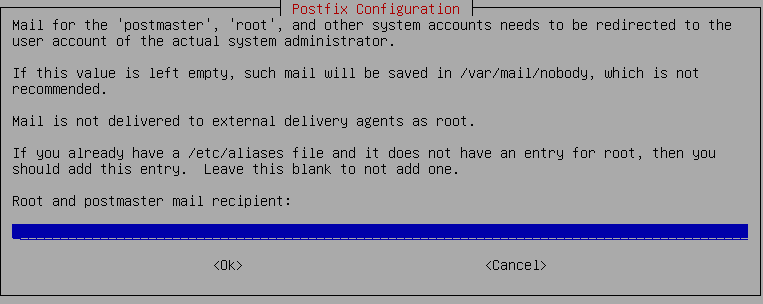 Postfix Configuration
Mail for the 'postmaster', 'root', and other system accounts needs to be redirected to the
user account of the actual system administrator.
If this value is left empty, such mail will be saved in /var/mail/nobody, which is not
recommended.
Mail is not delivered to external delivery agents as root.
If you already have a /etc/aliases file and it does not have an entry for root, then you
should add this entry.  Leave this blank to not add one.
Root and postmaster mail recipient:
<Ok> <Cancel>